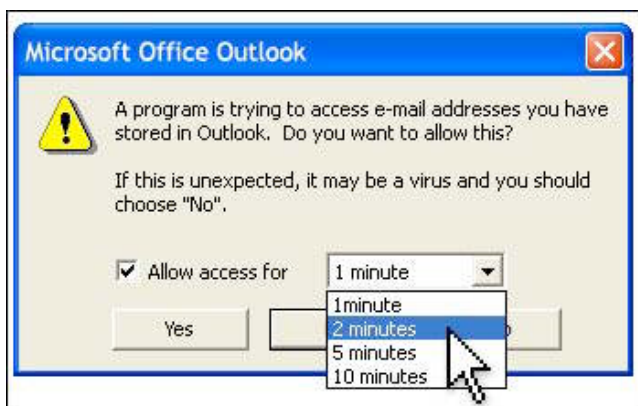 Microsoft Office Outlook
A program is trying to access e-mail addresses you have
stored in Outlook. Do you want to allow this?
If this is unexpected, it may be a virus and you should
choose "No".
Allow access for 1 minute
1minute
2 minutes
5 minutes
10 minutes
Yes